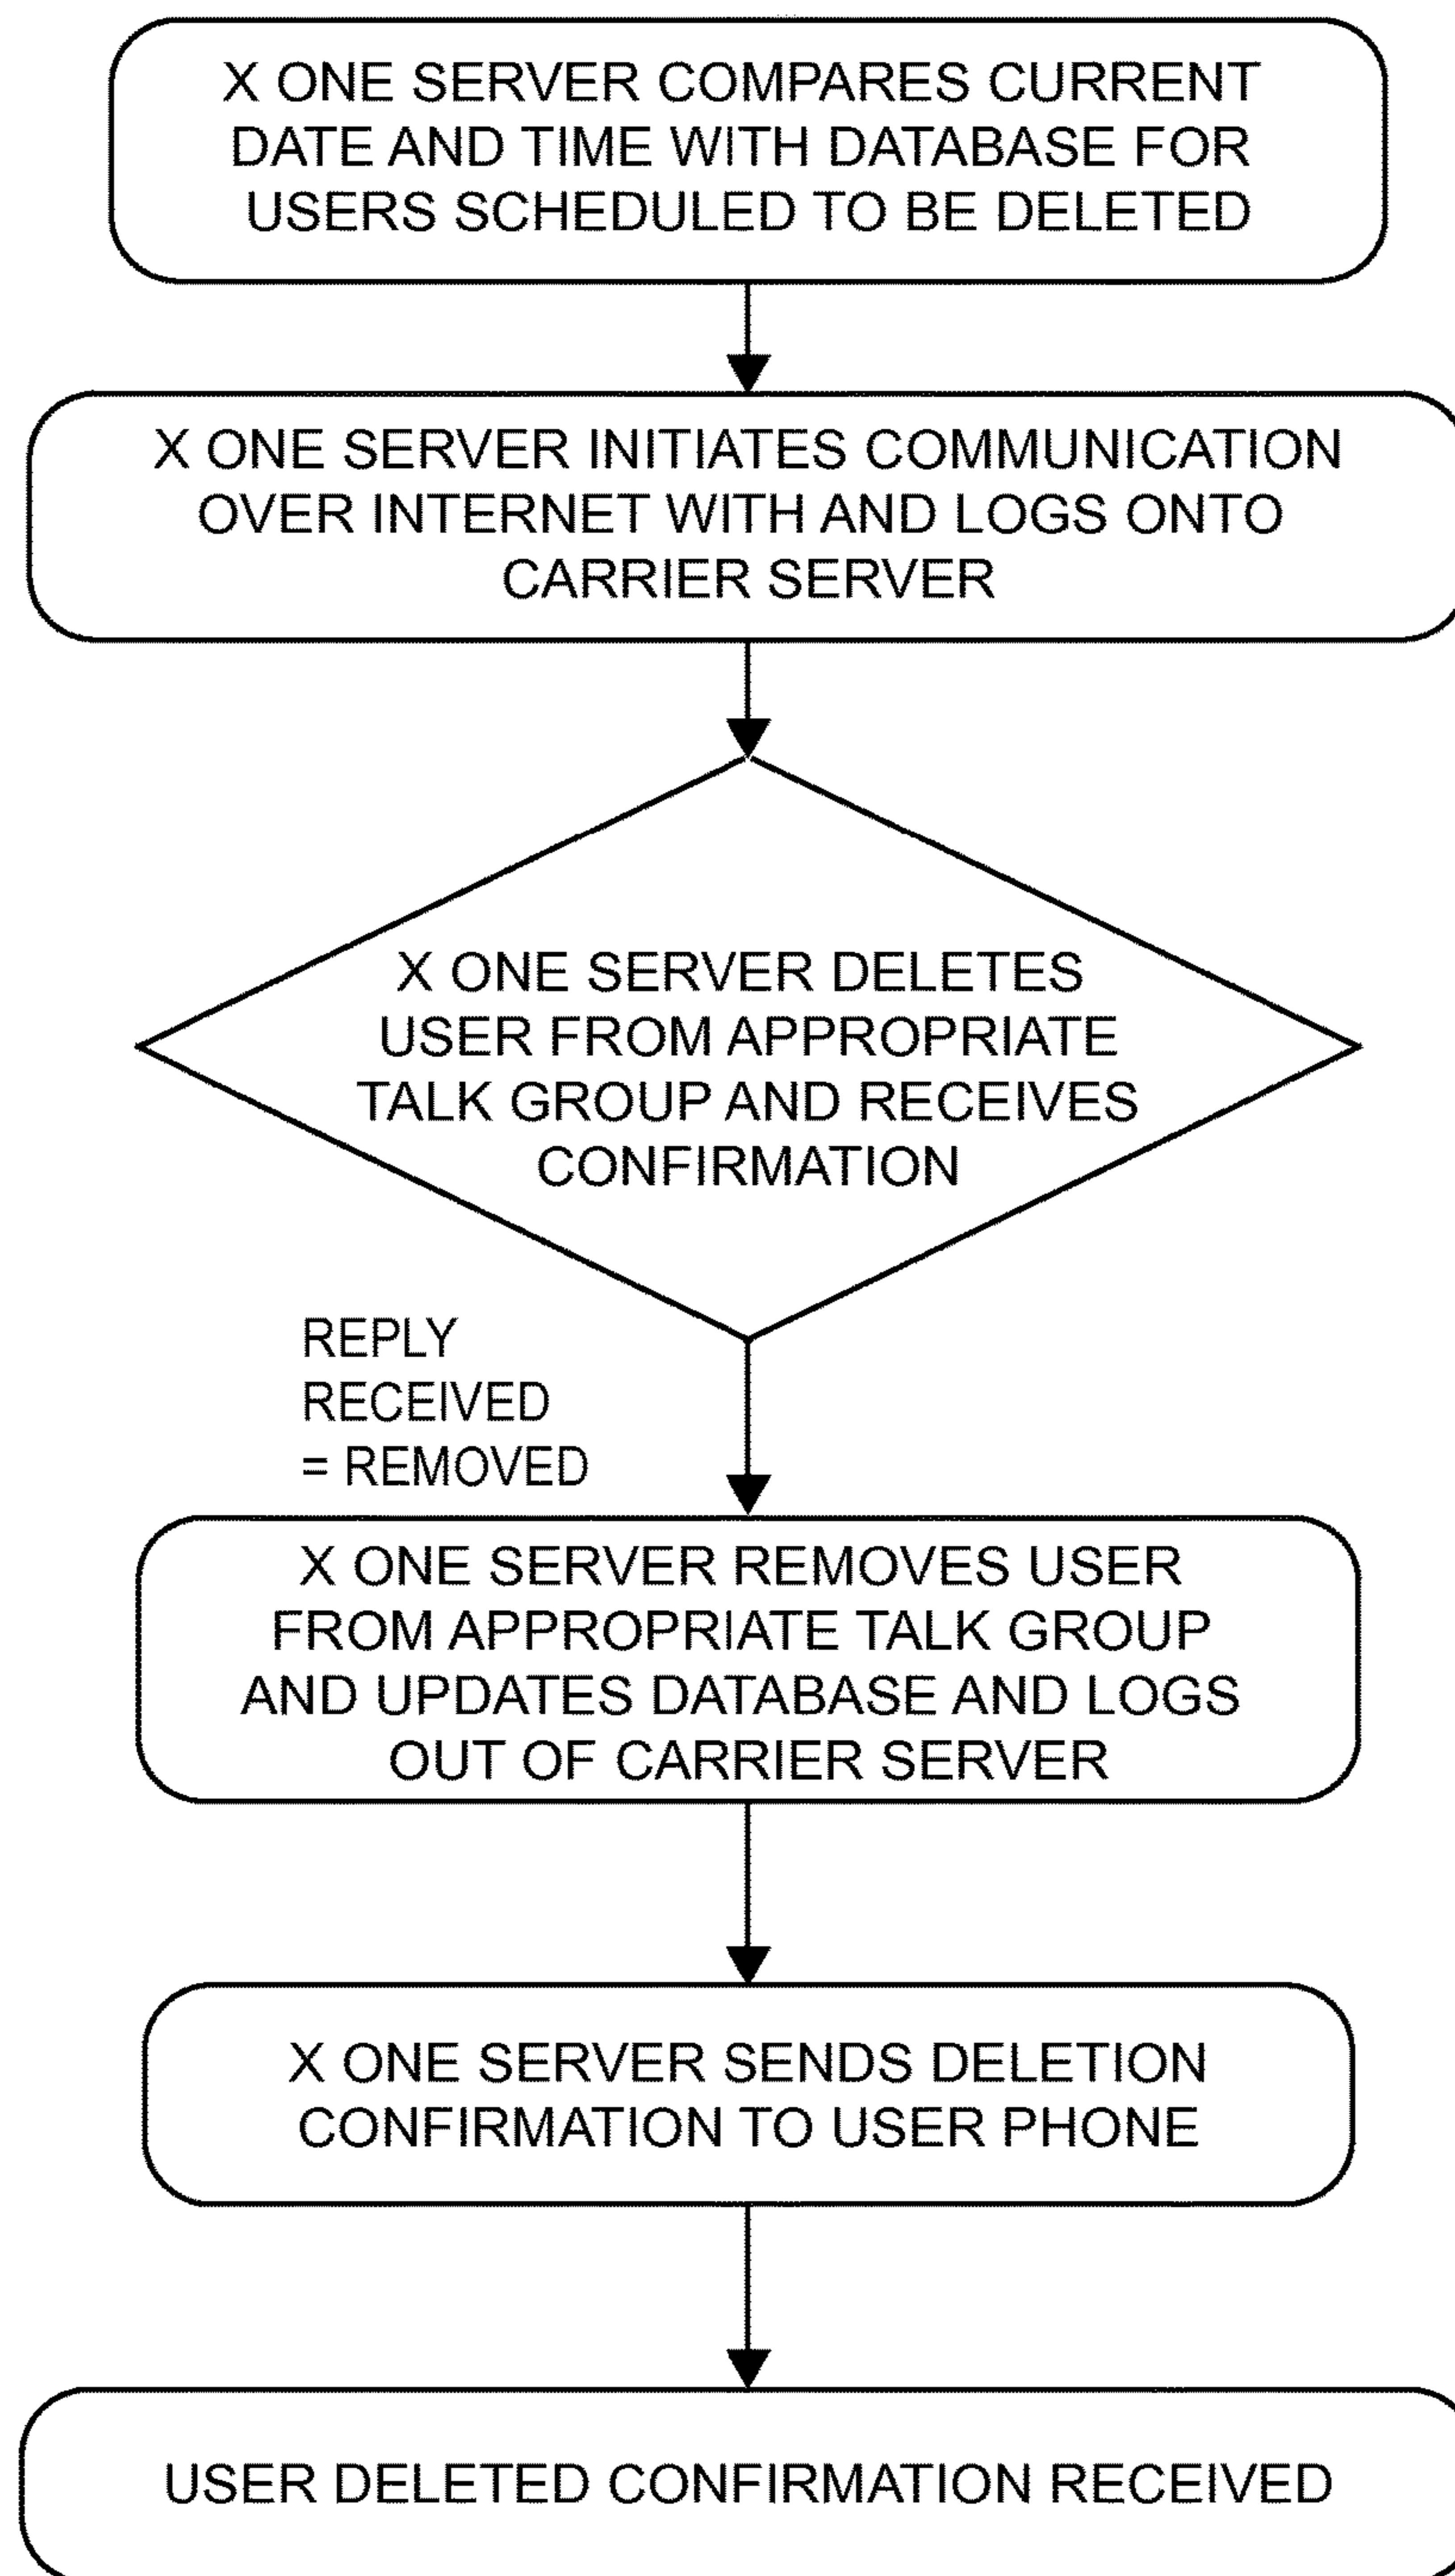 X ONE SERVER COMPARES CURRENT
DATE AND TIME WITH DATABASE FOR
USERS SCHEDULED TO BE DELETED
X ONE SERVER INITIATES COMMUNICATION
OVER INTERNET WITH AND LOGS ONTO
CARRIER SERVER
X ONE SERVER DELETES
USER FROM APPROPRIATE
TALK GROUP AND RECEIVES
CONFIRMATION
REPLY
RECEIVED
= REMOVED
X ONE SERVER REMOVES USER
FROM APPROPRIATE TALK GROUP
AND UPDATES DATABASE AND LOGS
OUT OF CARRIER SERVER
X ONE SERVER SENDS DELETION
CONFIRMATION TO USER PHONE
USER DELETED CONFIRMATION RECEIVED